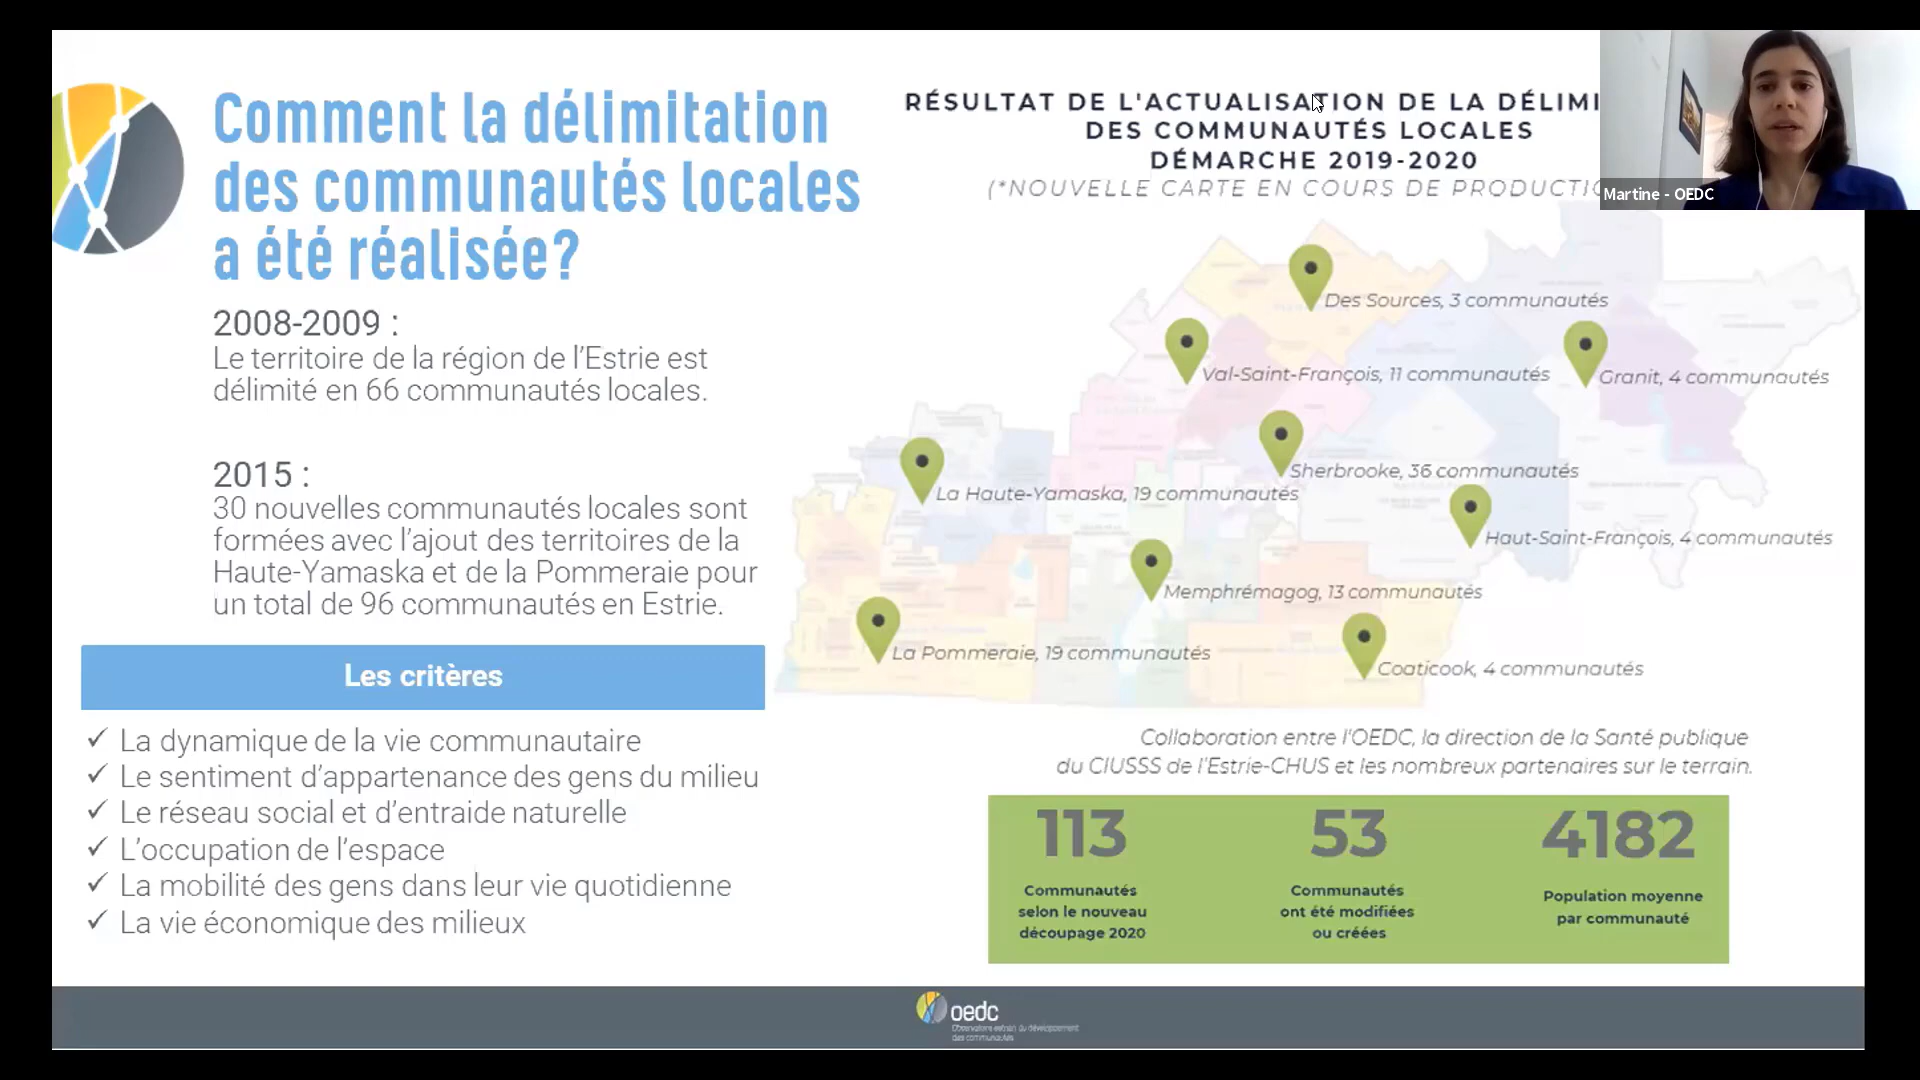 Comment la délimitation
des communautés locales
a été réalisée?
2008-2009 :
Le territoire de la région de l'Estrie est
délimité en 66 communautés locales.
2015 :
30 nouvelles communautés locales sont
formées avec l'ajout des territoires de la
Haute-Yamaska et de la Pommeraie pour
un total de 96 communautés en Estrie.
Les critères
✓ La dynamique de la vie communautaire
✓ Le sentiment d'appartenance des gens du milieu
✓ Le réseau social et d'entraide naturelle
✓ L'occupation de l'espace
✓ La mobilité des gens dans leur vie quotidienne
✓ La vie économique des milieux
RÉSULTAT DE L'ACTUALISATION DE LA DÉLIMI
DES COMMUNAUTÉS LOCALES
DÉMARCHE 2019-2020
(*NOUVELLE CARTE EN COURS DE PRODUCTIO
Martine - OEDC
Des Sources, 3 communautés
Val-Saint-François, 11 communautés
Granit, 4 communautés
Sherbrooke, 36 communautés
La Haute-Yamaska, 19 communautés
Haut-Saint-François, 4 communautés
Memphrémagog, 13 communautés
La Pommeraie, 19 communautés
Coaticook, 4 communautés
Collaboration entre l'OEDC, la direction de la Santé publique
du CIUSSS de l'Estrie-CHUS et les nombreux partenaires sur le terrain.
113
Communautés
selon le nouveau
découpage 2020
53
Communautés
ont été modifiées
ou créées
4182
Population moyenne
par communauté
oedc
Observatoire estrien du développement
des communautés